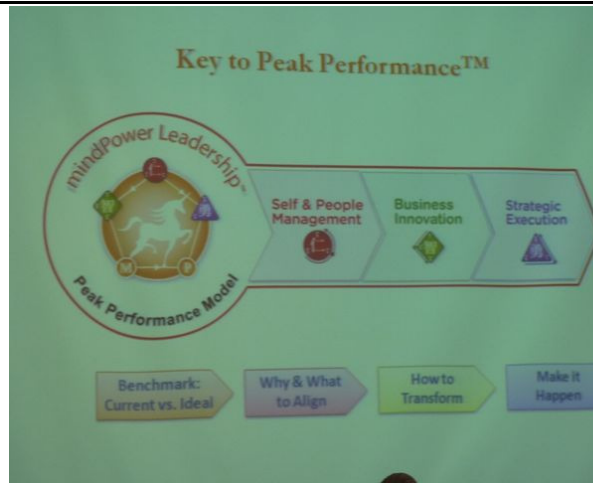 Key to Peak Performance™
mindPower Leadership™
M P
Peak Performance Model
Self & People
Management
Business
Innovation
Strategic
Execution
Benchmark:
Current vs. Ideal
Why & What
to Align
How to
Transform
Make it
Happen